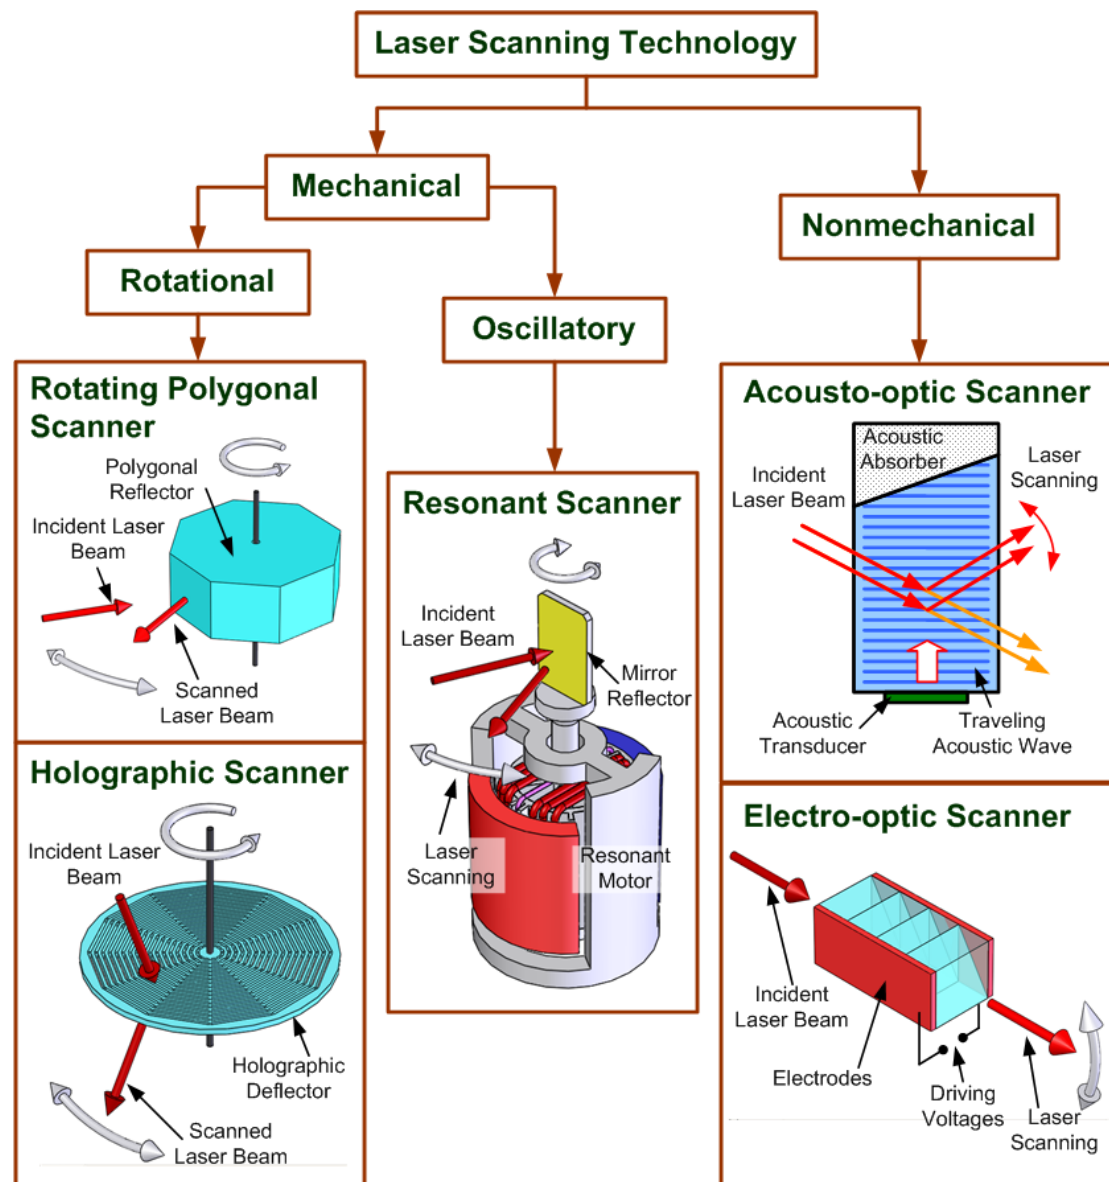 Laser Scanning Technology
Mechanical
Nonmechanical
Rotational
Oscillatory
Rotating Polygonal
Scanner
Polygonal
Reflector
Incident Laser
Beam
Scanned
Laser Beam
Holographic Scanner
Incident Laser
Beam
Holographic
Deflector
Scanned
Laser Beam
Resonant Scanner
Incident
Laser Beam
Mirror
Reflector
Laser
Scanning
Resonant
Motor
Acousto-optic Scanner
Acoustic
Absorber
Incident
Laser Beam
Laser
Scanning
Acoustic
Transducer
Traveling
Acoustic Wave
Electro-optic Scanner
Incident
Laser Beam
Electrodes
Driving
Voltages
Laser
Scanning